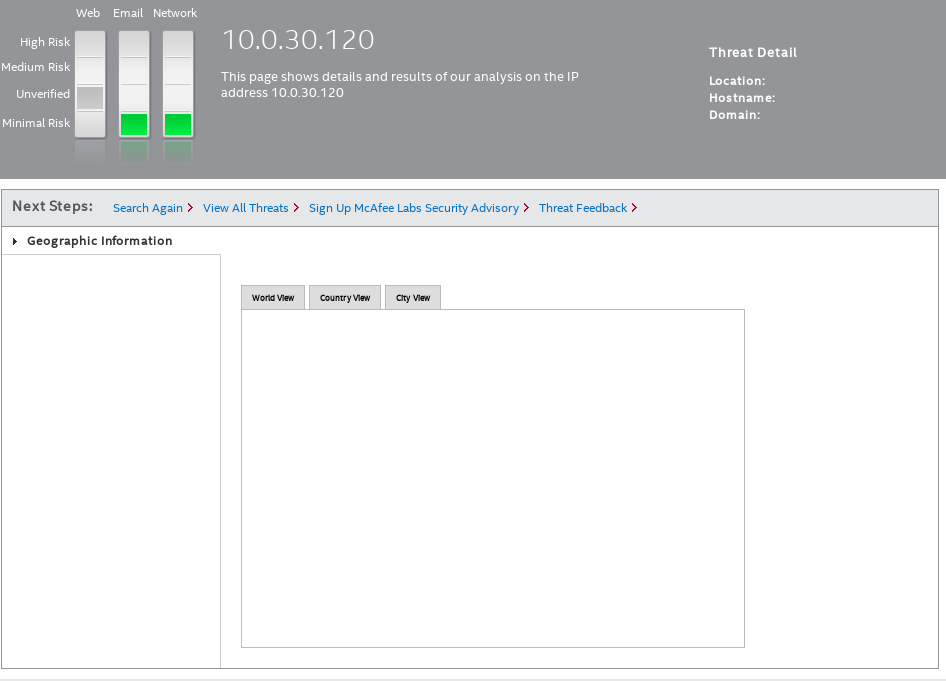 Web Email Network
High Risk
Medium Risk
Unverified
Minimal Risk
10.0.30.120
This page shows details and results of our analysis on the IP
address 10.0.30.120
Threat Detail
Location:
Hostname:
Domain:
Next Steps: Search Again View All Threats Sign Up McAfee Labs Security Advisory Threat Feedback
Geographic Information
World View Country View City View